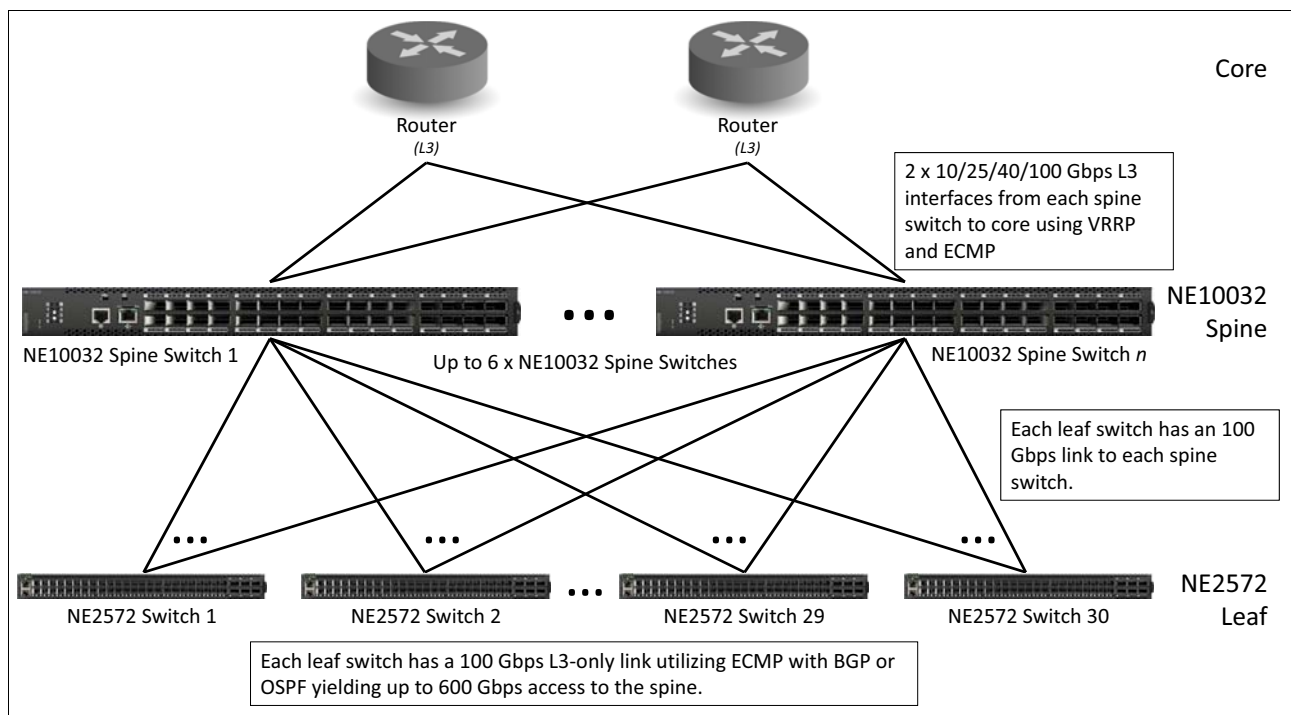 Core
Router
(L3)
Router
(L3)
2 x 10/25/40/100 Gbps L3
interfaces from each spine
switch to core using VRRP
and ECMP
NE10032
Spine
NE10032 Spine Switch 1
Up to 6 x NE10032 Spine Switches
NE10032 Spine Switch n
Each leaf switch has an 100
Gbps link to each spine
switch.
NE2572
Leaf
NE2572 Switch 1
NE2572 Switch 2
NE2572 Switch 29
NE2572 Switch 30
Each leaf switch has a 100 Gbps L3-only link utilizing ECMP with BGP or
OSPF yielding up to 600 Gbps access to the spine.